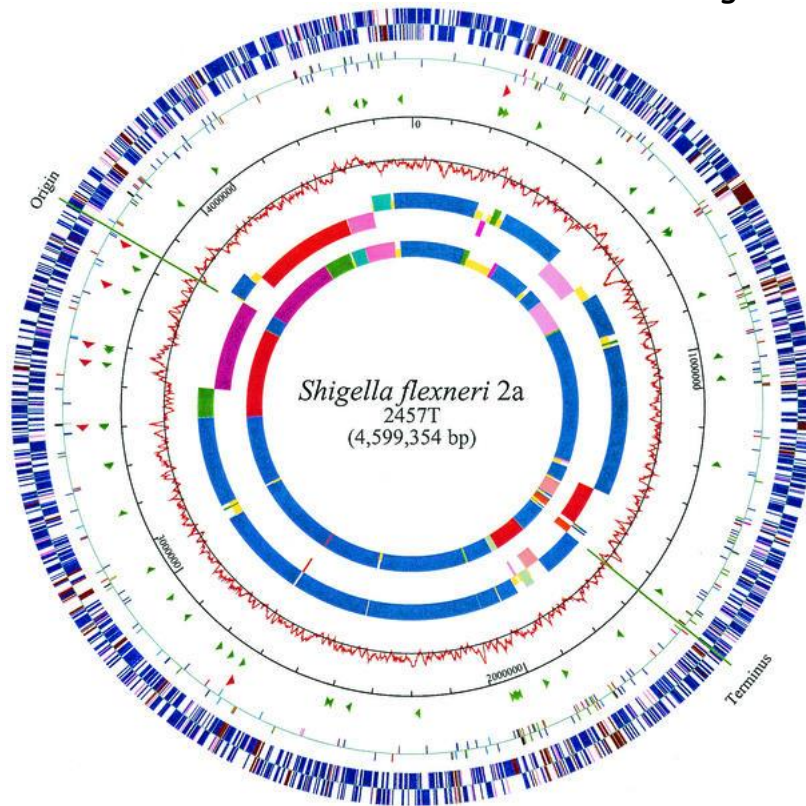 0
Origin
4000000
1000000
Shigella flexneri 2a
2457T
(4,599,354 bp)
3000000
2000000
Terminus